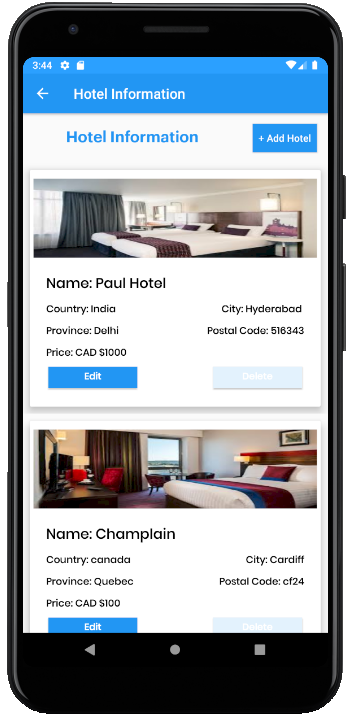 3:44
Hotel Information
Hotel Information
+ Add Hotel
Name: Paul Hotel
Country: India City: Hyderabad
Province: Delhi Postal Code: 516343
Price: CAD $1000
Edit Delete
Name: Champlain
Country: canada City: Cardiff
Province: Quebec Postal Code: cf24
Price: CAD $100
Edit Delete